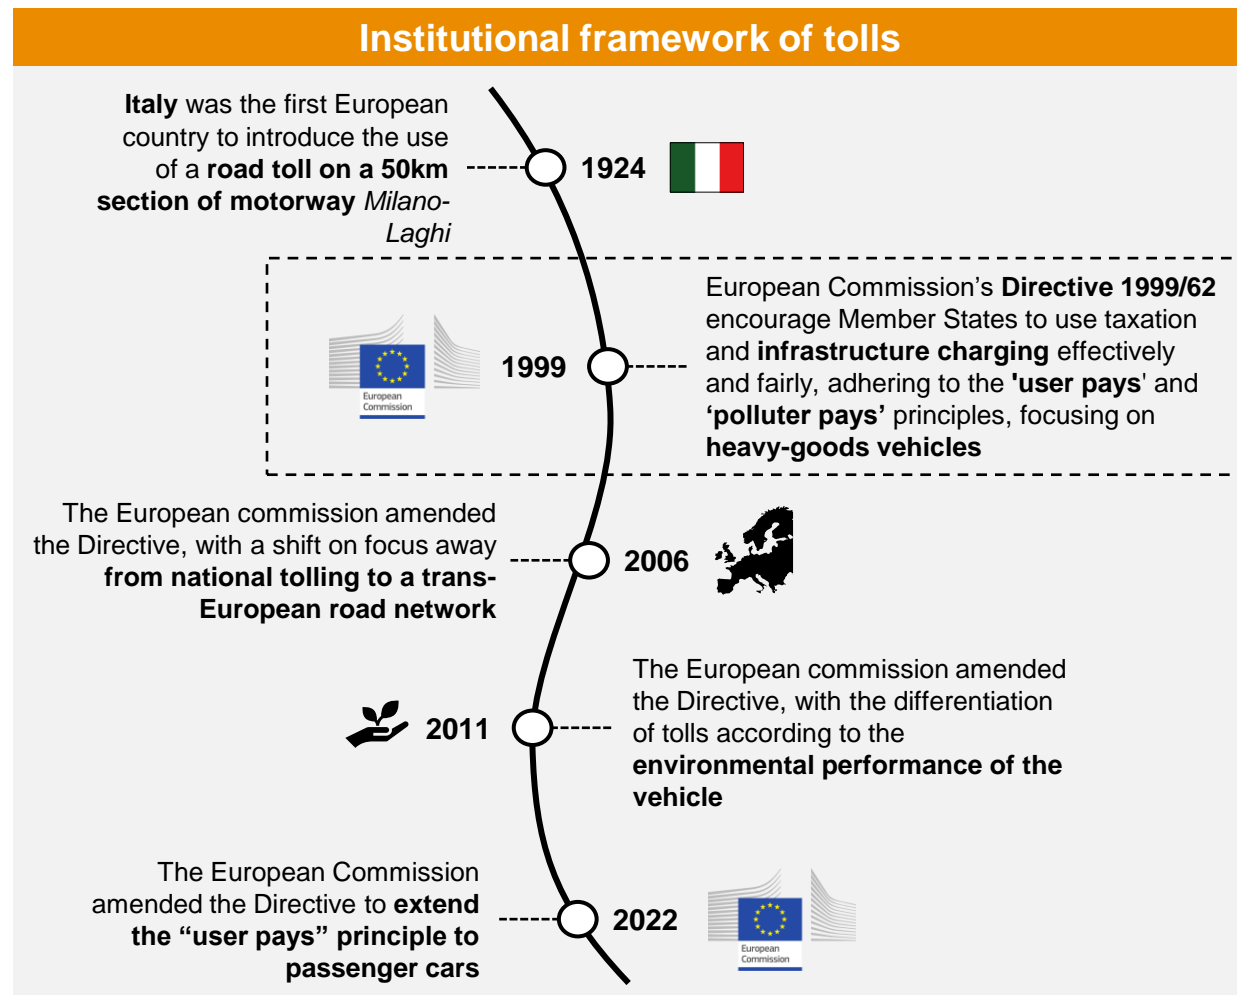 Institutional framework of tolls
Italy was the first European
country to introduce the use
of a road toll on a 50km
section of motorway Milano-
Laghi
1924
European
Commission
1999
European Commission’s Directive 1999/62
encourage Member States to use taxation
and infrastructure charging effectively
and fairly, adhering to the 'user pays' and
‘polluter pays’ principles, focusing on
heavy-goods vehicles
The European commission amended
the Directive, with a shift on focus away
from national tolling to a trans-
European road network
2006
2011
The European commission amended
the Directive, with the differentiation
of tolls according to the
environmental performance of the
vehicle
The European Commission
amended the Directive to extend
the “user pays” principle to
passenger cars
2022
European
Commission